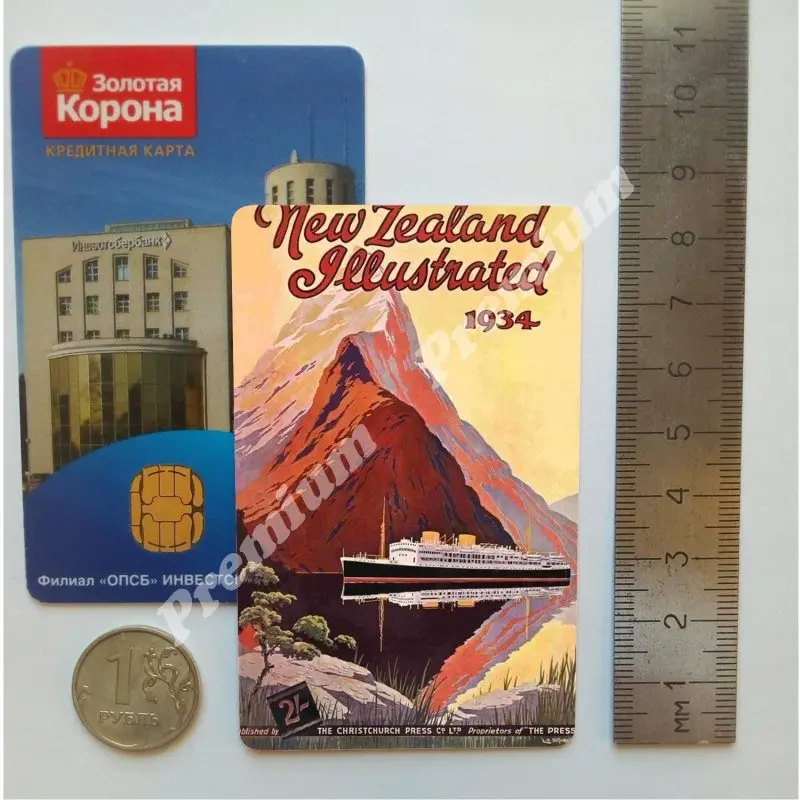 Золотая
Корона
КРЕДИТНАЯ КАРТА
Инвестсбербанк
Филиал «ОПСБ» ИНВЕСТС
1
РУБЛЬ
New Zealand
Illustrated
1934
2/-
blished by THE CHRISTCHURCH PRESS Co LTD Proprietors of "THE PRESS
Premium
Premium
Premium
11
10
9
8
7
6
5
4
3
2
1
мм